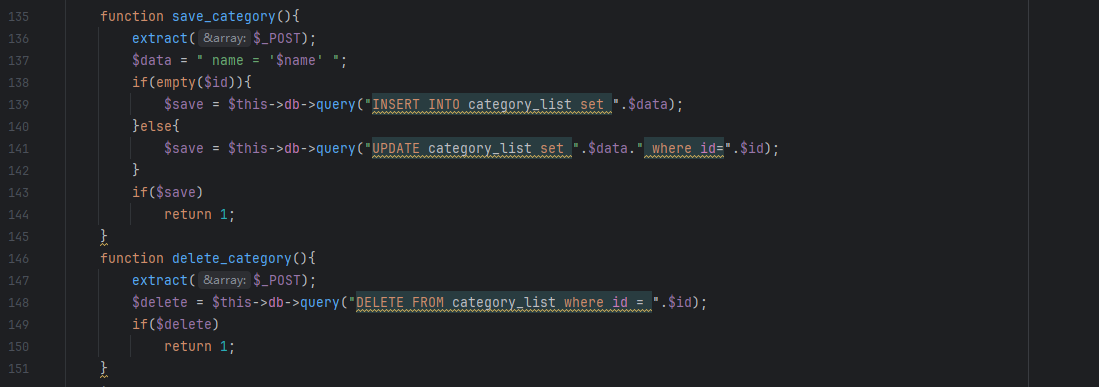 135 function save_category(){
136 extract( &array: $_POST);
137 $data = " name = '$name' ";
138 if(empty($id)){
139 $save = $this->db->query("INSERT INTO category_list set ".$data);
140 }else{
141 $save = $this->db->query("UPDATE category_list set ".$data." where id=".$id);
142 }
143 if($save)
144 return 1;
145 }
146 function delete_category(){
147 extract( &array: $_POST);
148 $delete = $this->db->query("DELETE FROM category_list where id = ".$id);
149 if($delete)
150 return 1;
151 }